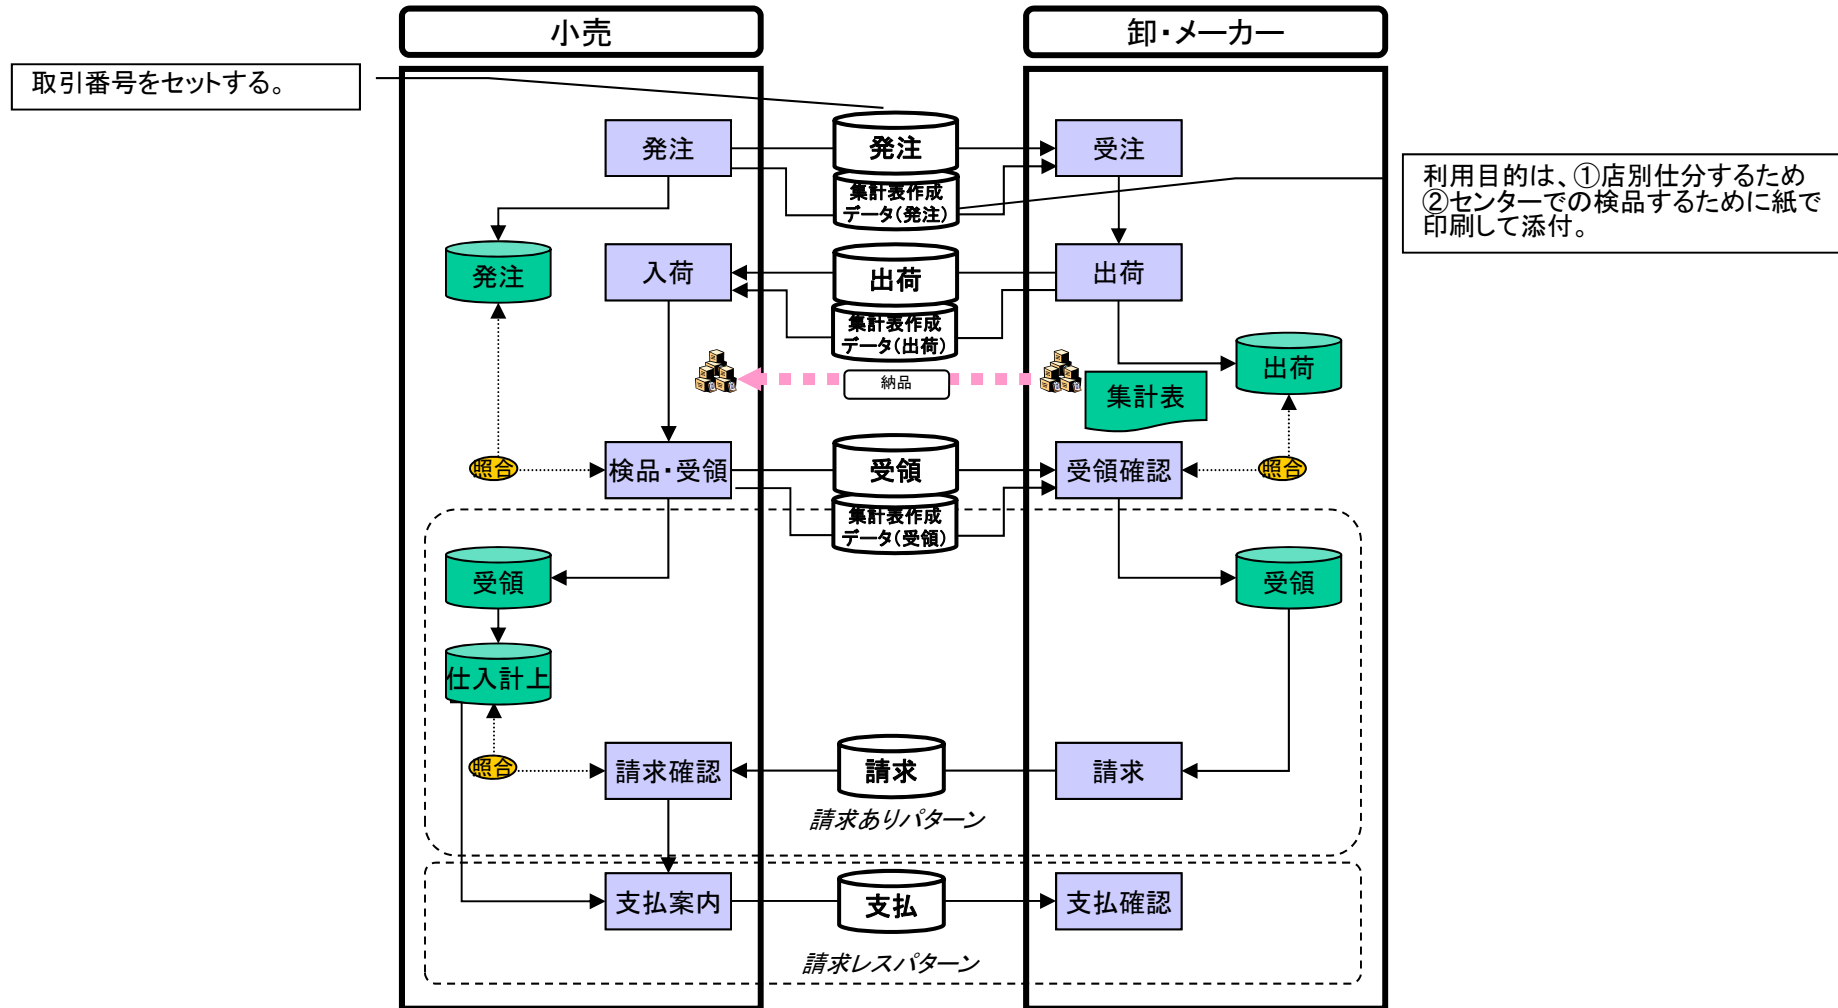 小売
卸・メーカー
取引番号をセットする。
発注
発注
受注
集計表作成
データ(発注)
利用目的は、①店別仕分するため
②センターでの検品するために紙で
印刷して添付。
発注
入荷
出荷
出荷
集計表作成
データ(出荷)
出荷
納品
集計表
照合
検品・受領
受領
受領確認
照合
集計表作成
データ(受領)
受領
受領
仕入計上
照合
請求確認
請求
請求
請求ありパターン
支払案内
支払
支払確認
請求レスパターン